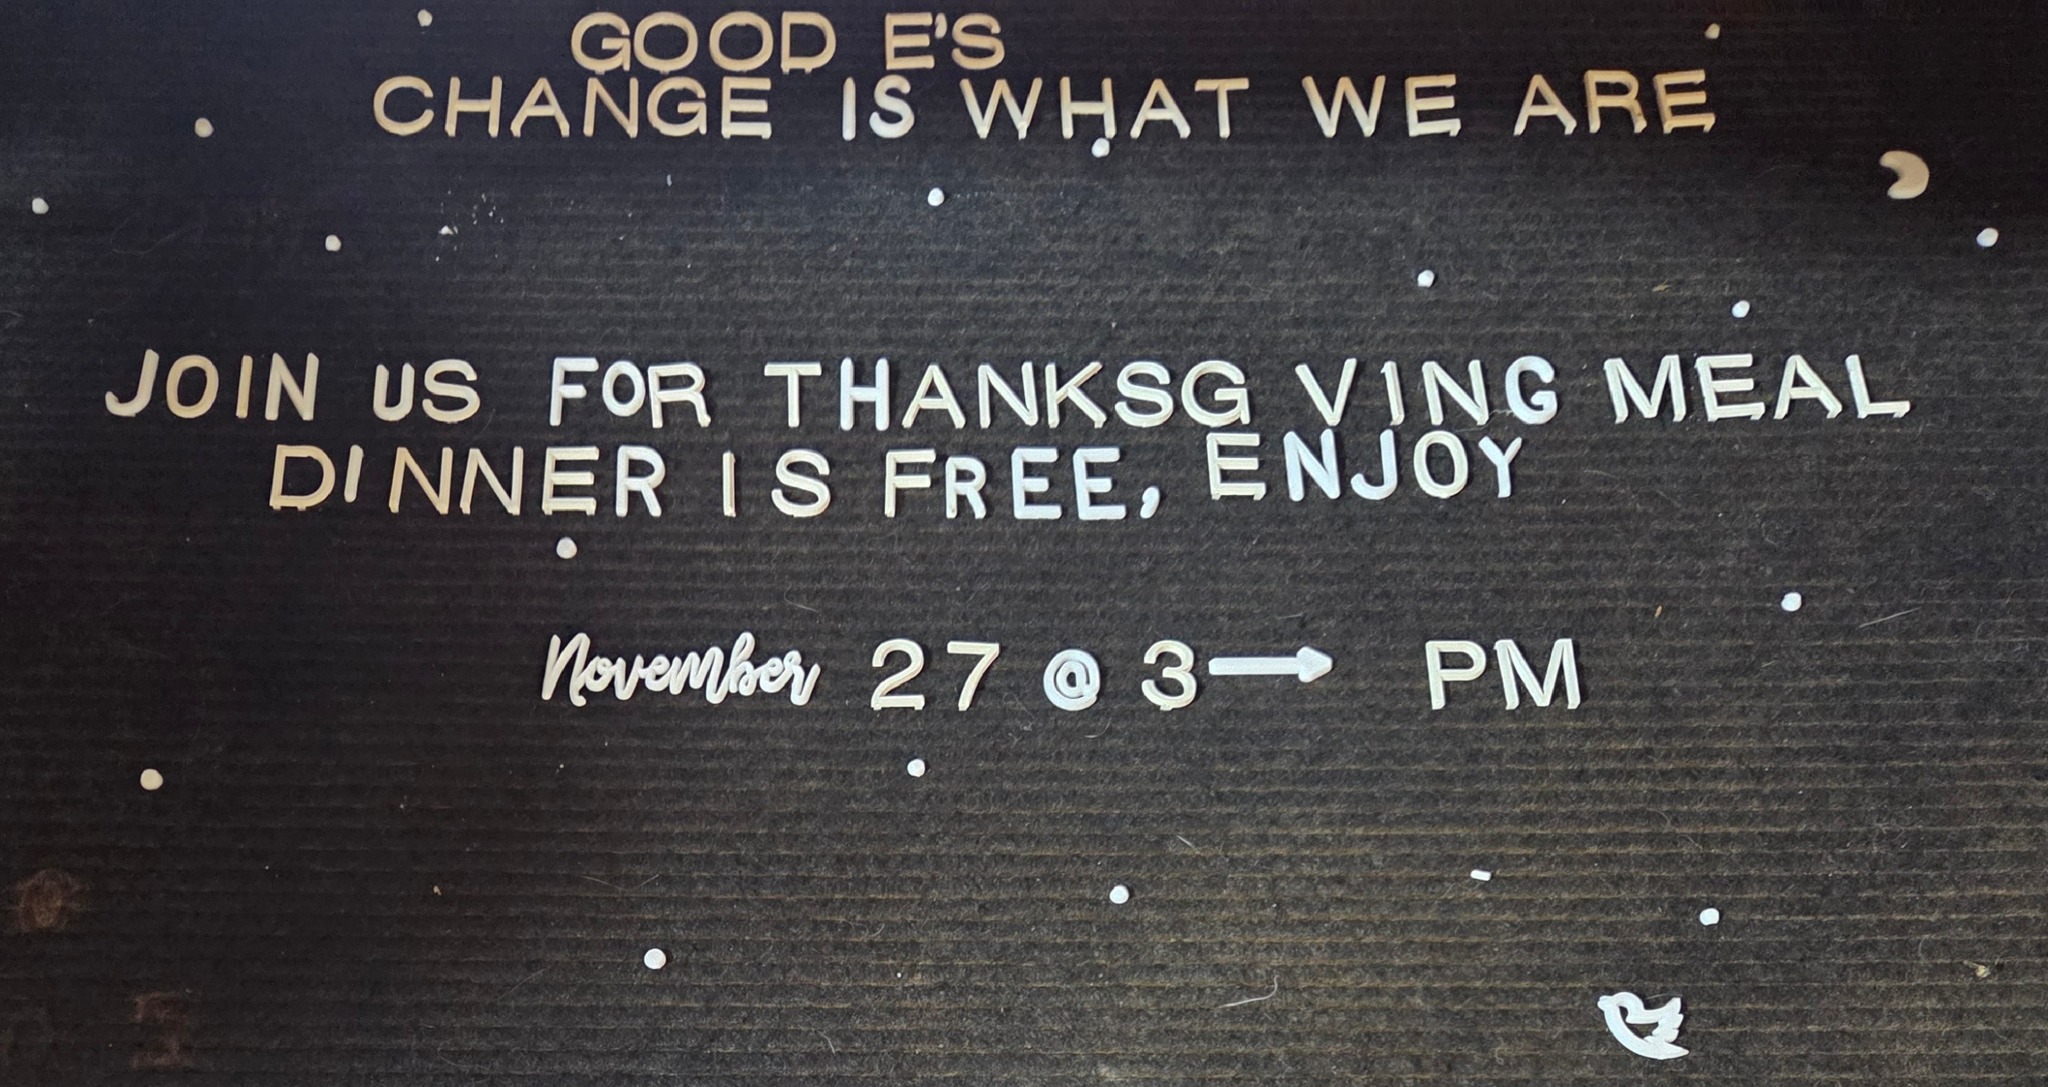 GOOD E'S
CHANGE IS WHAT WE ARE
JOIN US FOR THANKSG VING MEAL
DINNER IS FREE, ENJOY
November 27 @ 3→ PM